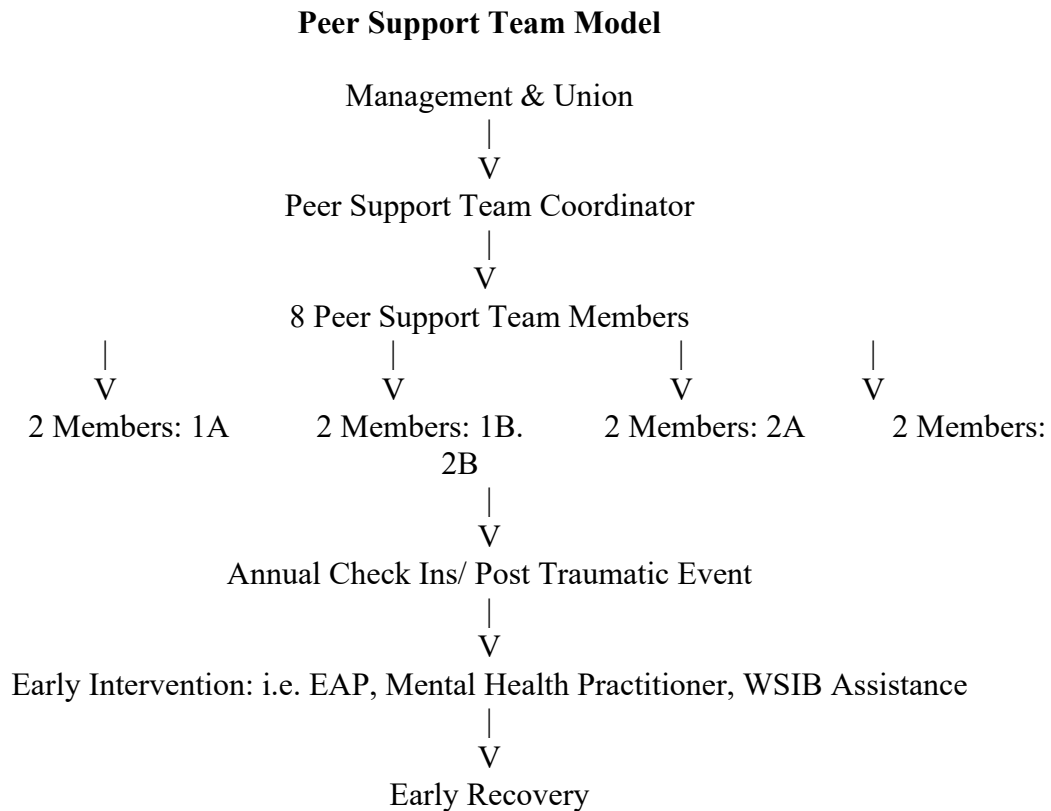 Peer Support Team Model
Management & Union
|
V
Peer Support Team Coordinator
|
V
8 Peer Support Team Members
| | | |
V V V V
2 Members: 1A 2 Members: 1B. 2 Members: 2A 2 Members:
2B
|
V
Annual Check Ins/ Post Traumatic Event
|
V
Early Intervention: i.e. EAP, Mental Health Practitioner, WSIB Assistance
|
V
Early Recovery